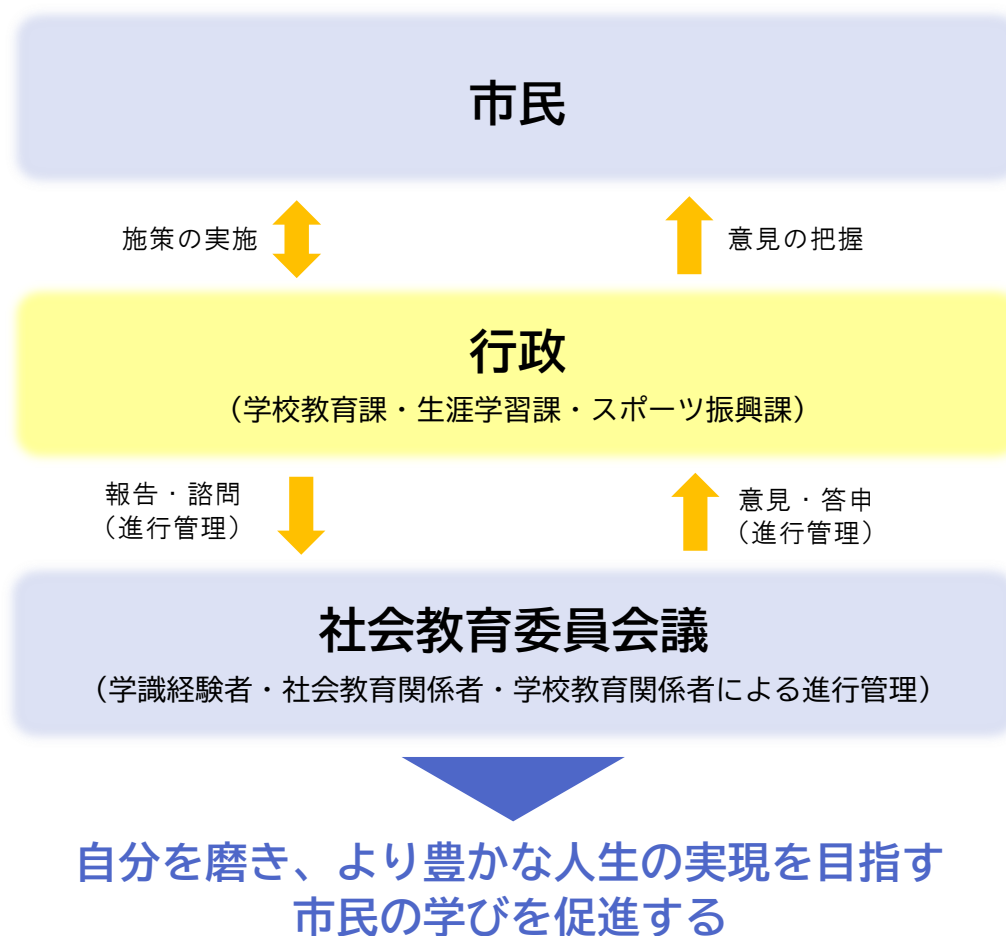 市民
施策の実施
意見の把握
行政
（学校教育課・生涯学習課・スポーツ振興課）
報告・諮問
（進行管理）
意見・答申
（進行管理）
社会教育委員会議
（学識経験者・社会教育関係者・学校教育関係者による進行管理）
自分を磨き、より豊かな人生の実現を目指す
市民の学びを促進する